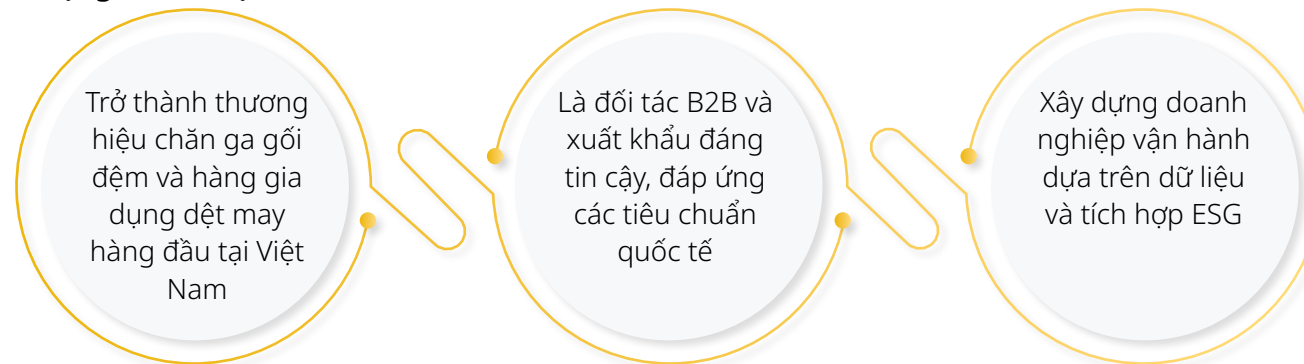 Trở thành thương
hiệu chăn ga gối
đệm và hàng gia
dụng dệt may
hàng đầu tại Việt
Nam
Là đối tác B2B và
xuất khẩu đáng
tin cậy, đáp ứng
các tiêu chuẩn
quốc tế
Xây dựng doanh
nghiệp vận hành
dựa trên dữ liệu
và tích hợp ESG